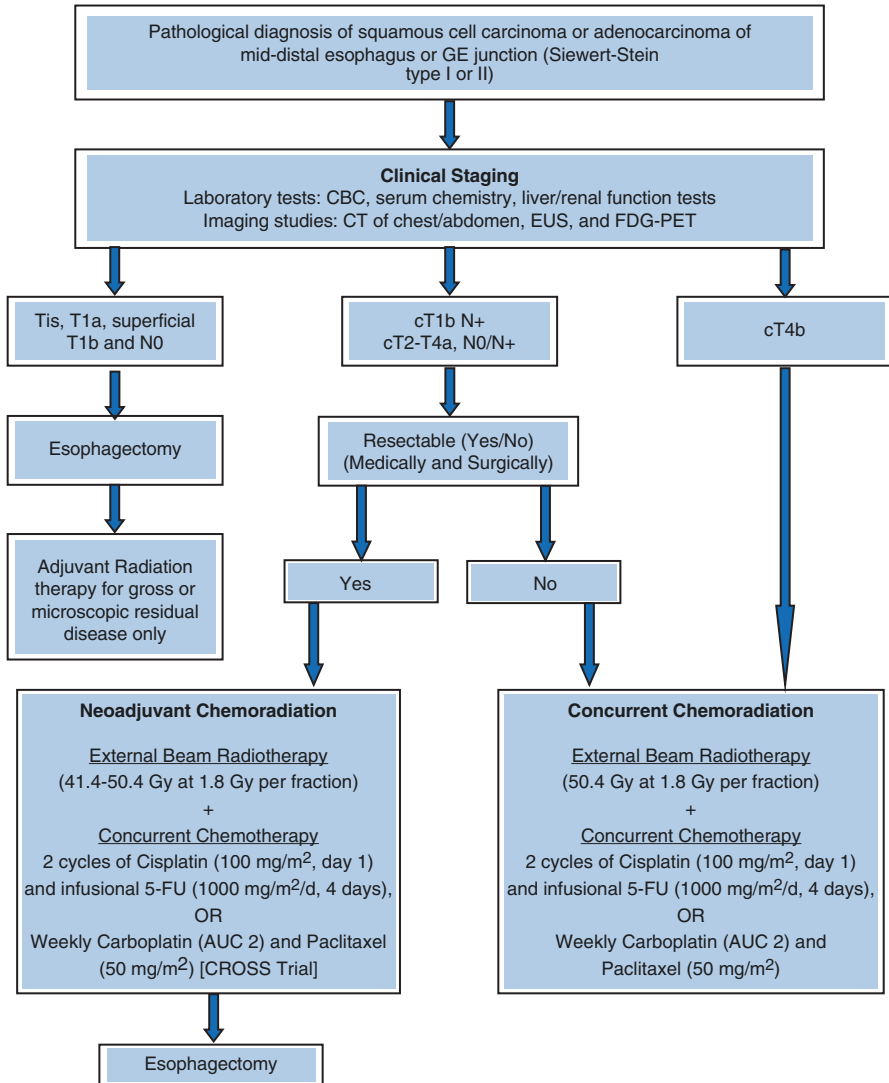 Pathological diagnosis of squamous cell carcinoma or adenocarcinoma of
mid-distal esophagus or GE junction (Siewert-Stein
type I or II)
Clinical Staging
Laboratory tests: CBC, serum chemistry, liver/renal function tests
Imaging studies: CT of chest/abdomen, EUS, and FDG-PET
Tis, T1a, superficial
T1b and N0
cT1b N+
cT2-T4a, N0/N+
cT4b
Esophagectomy
Resectable (Yes/No)
(Medically and Surgically)
Adjuvant Radiation
therapy for gross or
microscopic residual
disease only
Yes
No
Neoadjuvant Chemoradiation
External Beam Radiotherapy
(41.4-50.4 Gy at 1.8 Gy per fraction)
+
Concurrent Chemotherapy
2 cycles of Cisplatin (100 mg/m², day 1)
and infusional 5-FU (1000 mg/m²/d, 4 days),
OR
Weekly Carboplatin (AUC 2) and Paclitaxel
(50 mg/m²) [CROSS Trial]
Concurrent Chemoradiation
External Beam Radiotherapy
(50.4 Gy at 1.8 Gy per fraction)
+
Concurrent Chemotherapy
2 cycles of Cisplatin (100 mg/m², day 1)
and infusional 5-FU (1000 mg/m²/d, 4 days),
OR
Weekly Carboplatin (AUC 2) and
Paclitaxel (50 mg/m²)
Esophagectomy